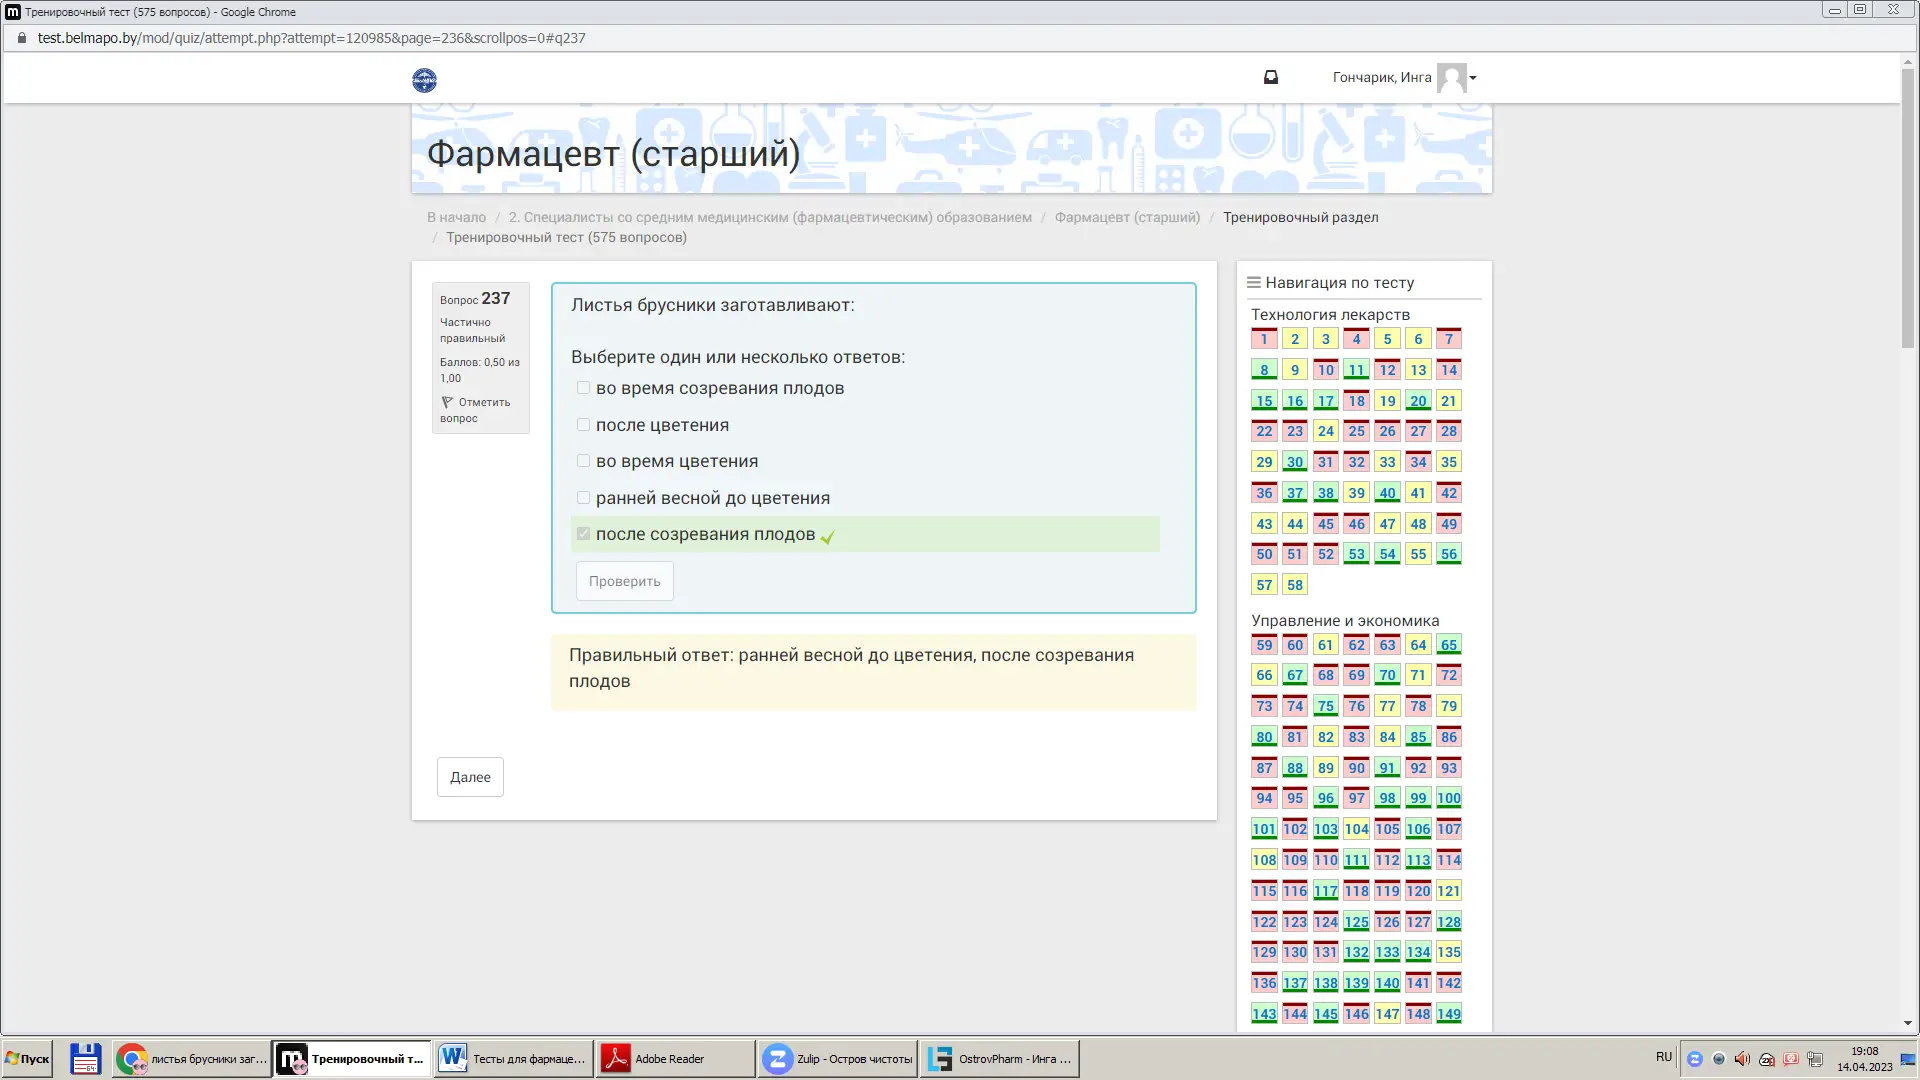 Тренировочный тест (575 вопросов) - Google Chrome
test.belmapo.by/mod/quiz/attempt.php?attempt=120985&page=236&scrollpos=0#q237
Гончарик, Инга
Фармацевт (старший)
В начало / 2. Специалисты со средним медицинским (фармацевтическим) образованием / Фармацевт (старший) / Тренировочный раздел
/ Тренировочный тест (575 вопросов)
Вопрос 237
Частично
правильный
Баллов: 0,50 из
1,00
Отметить
вопрос
Листья брусники заготавливают:
Выберите один или несколько ответов:
во время созревания плодов
после цветения
во время цветения
ранней весной до цветения
после созревания плодов
Проверить
Правильный ответ: ранней весной до цветения, после созревания
плодов
Далее
Навигация по тесту
Технология лекарств
1 2 3 4 5 6 7
8 9 10 11 12 13 14
15 16 17 18 19 20 21
22 23 24 25 26 27 28
29 30 31 32 33 34 35
36 37 38 39 40 41 42
43 44 45 46 47 48 49
50 51 52 53 54 55 56
57 58
Управление и экономика
59 60 61 62 63 64 65
66 67 68 69 70 71 72
73 74 75 76 77 78 79
80 81 82 83 84 85 86
87 88 89 90 91 92 93
94 95 96 97 98 99 100
101 102 103 104 105 106 107
108 109 110 111 112 113 114
115 116 117 118 119 120 121
122 123 124 125 126 127 128
129 130 131 132 133 134 135
136 137 138 139 140 141 142
143 144 145 146 147 148 149
Пуск
листья брусники заг...
Тренировочный т...
Тесты для фармаце...
Adobe Reader
Zulip - Остров чистоты
OstrovPharm - Инга ...
RU
19:08
14.04.2023